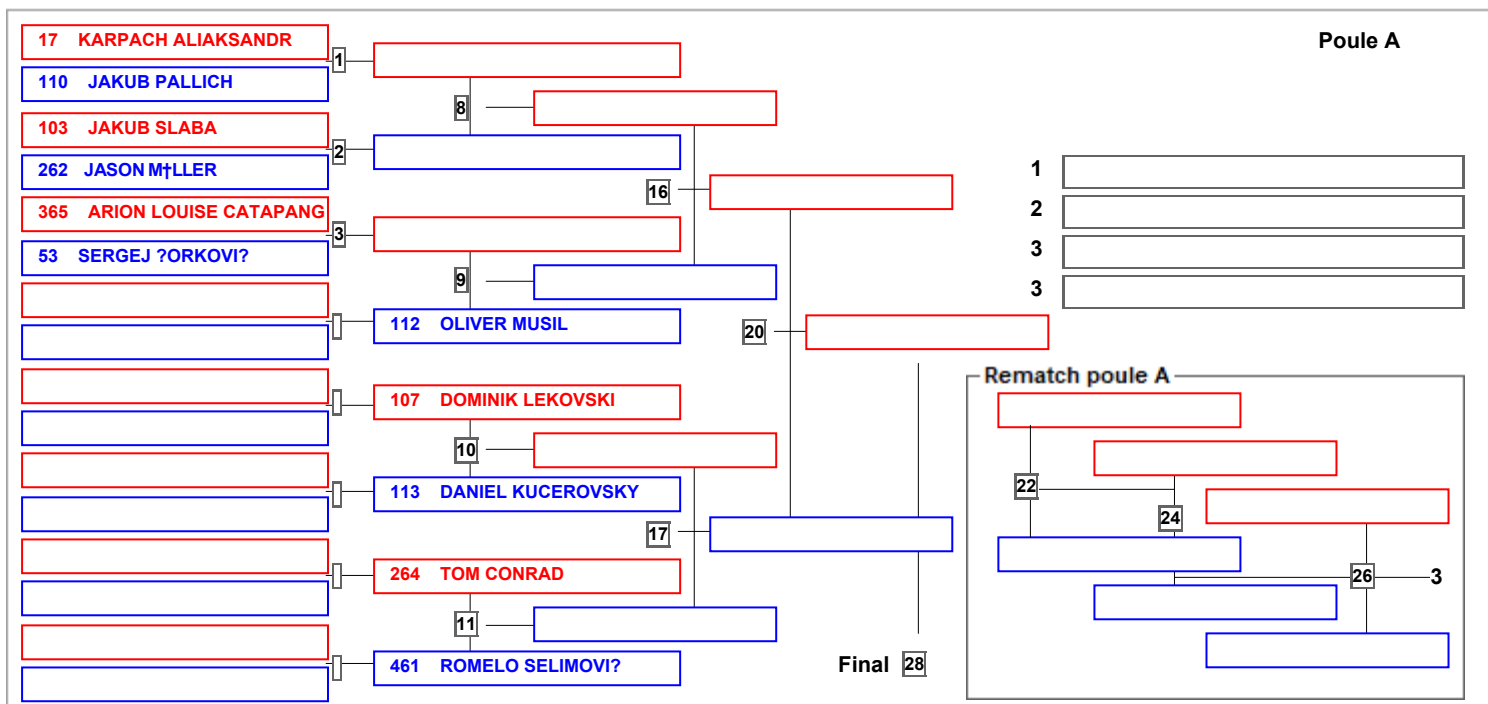 Poule A
17 KARPACH ALIAKSANDR
110 JAKUB PALLICH
103 JAKUB SLABA
262 JASON M†LLER
365 ARION LOUISE CATAPANG
53 SERGEJ ?ORKOVI?
1
2
3
112 OLIVER MUSIL
107 DOMINIK LEKOVSKI
113 DANIEL KUCEROVSKY
264 TOM CONRAD
461 ROMELO SELIMOVI?
8
9
10
11
16
17
20
Final 28
1
2
3
3
Rematch poule A
22
24
26 3